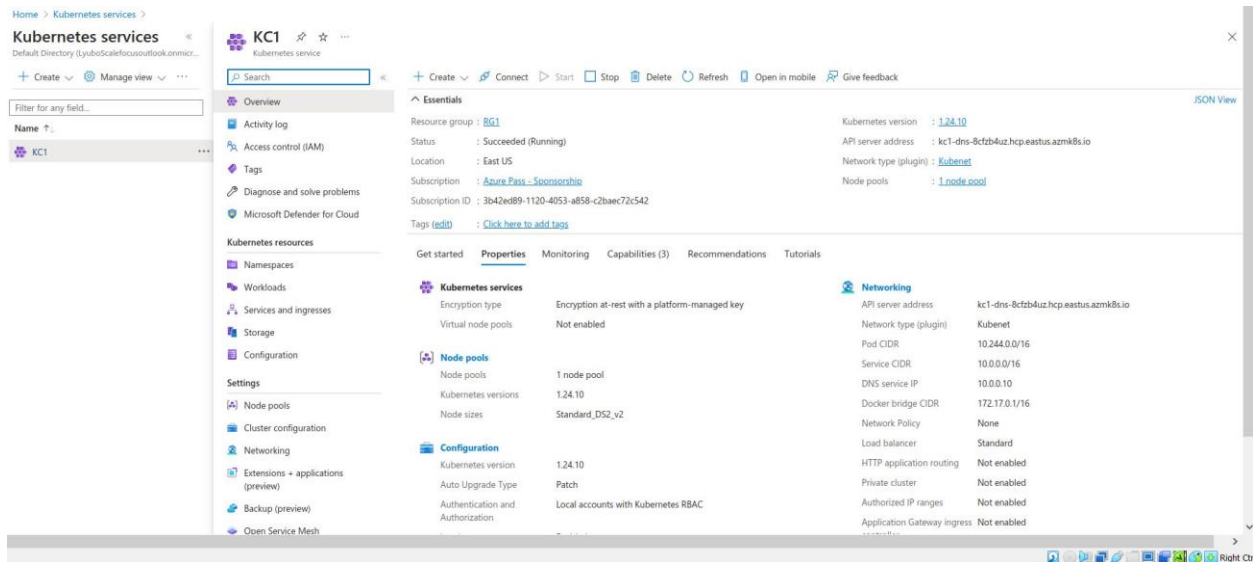 Home > Kubernetes services >
Kubernetes services «
Default Directory (LyuboScalefocusoutlook.onmicr...
+ Create Manage view ...
Filter for any field...
Name ↑↓
KC1 ...
KC1 ...
Kubernetes service
Search «
Overview
Activity log
Access control (IAM)
Tags
Diagnose and solve problems
Microsoft Defender for Cloud
Kubernetes resources
Namespaces
Workloads
Services and ingresses
Storage
Configuration
Settings
Node pools
Cluster configuration
Networking
Extensions + applications
(preview)
Backup (preview)
Open Service Mesh
+ Create Connect Start Stop Delete Refresh Open in mobile Give feedback
Essentials JSON View
Resource group : RG1
Status : Succeeded (Running)
Location : East US
Subscription : Azure Pass - Sponsorship
Subscription ID : 3b42ed89-1120-4053-a858-c2baec72c542
Tags (edit) : Click here to add tags
Kubernetes version : 1.24.10
API server address : kc1-dns-8cfzb4uz.hcp.eastus.azmk8s.io
Network type (plugin) : Kubenet
Node pools : 1 node pool
Get started Properties Monitoring Capabilities (3) Recommendations Tutorials
Kubernetes services
Encryption type Encryption at-rest with a platform-managed key
Virtual node pools Not enabled
Node pools
Node pools 1 node pool
Kubernetes versions 1.24.10
Node sizes Standard_DS2_v2
Configuration
Kubernetes version 1.24.10
Auto Upgrade Type Patch
Authentication and Local accounts with Kubernetes RBAC
Authorization
Networking
API server address kc1-dns-8cfzb4uz.hcp.eastus.azmk8s.io
Network type (plugin) Kubenet
Pod CIDR 10.244.0.0/16
Service CIDR 10.0.0.0/16
DNS service IP 10.0.0.10
Docker bridge CIDR 172.17.0.1/16
Network Policy None
Load balancer Standard
HTTP application routing Not enabled
Private cluster Not enabled
Authorized IP ranges Not enabled
Application Gateway ingress Not enabled
Right Ctr